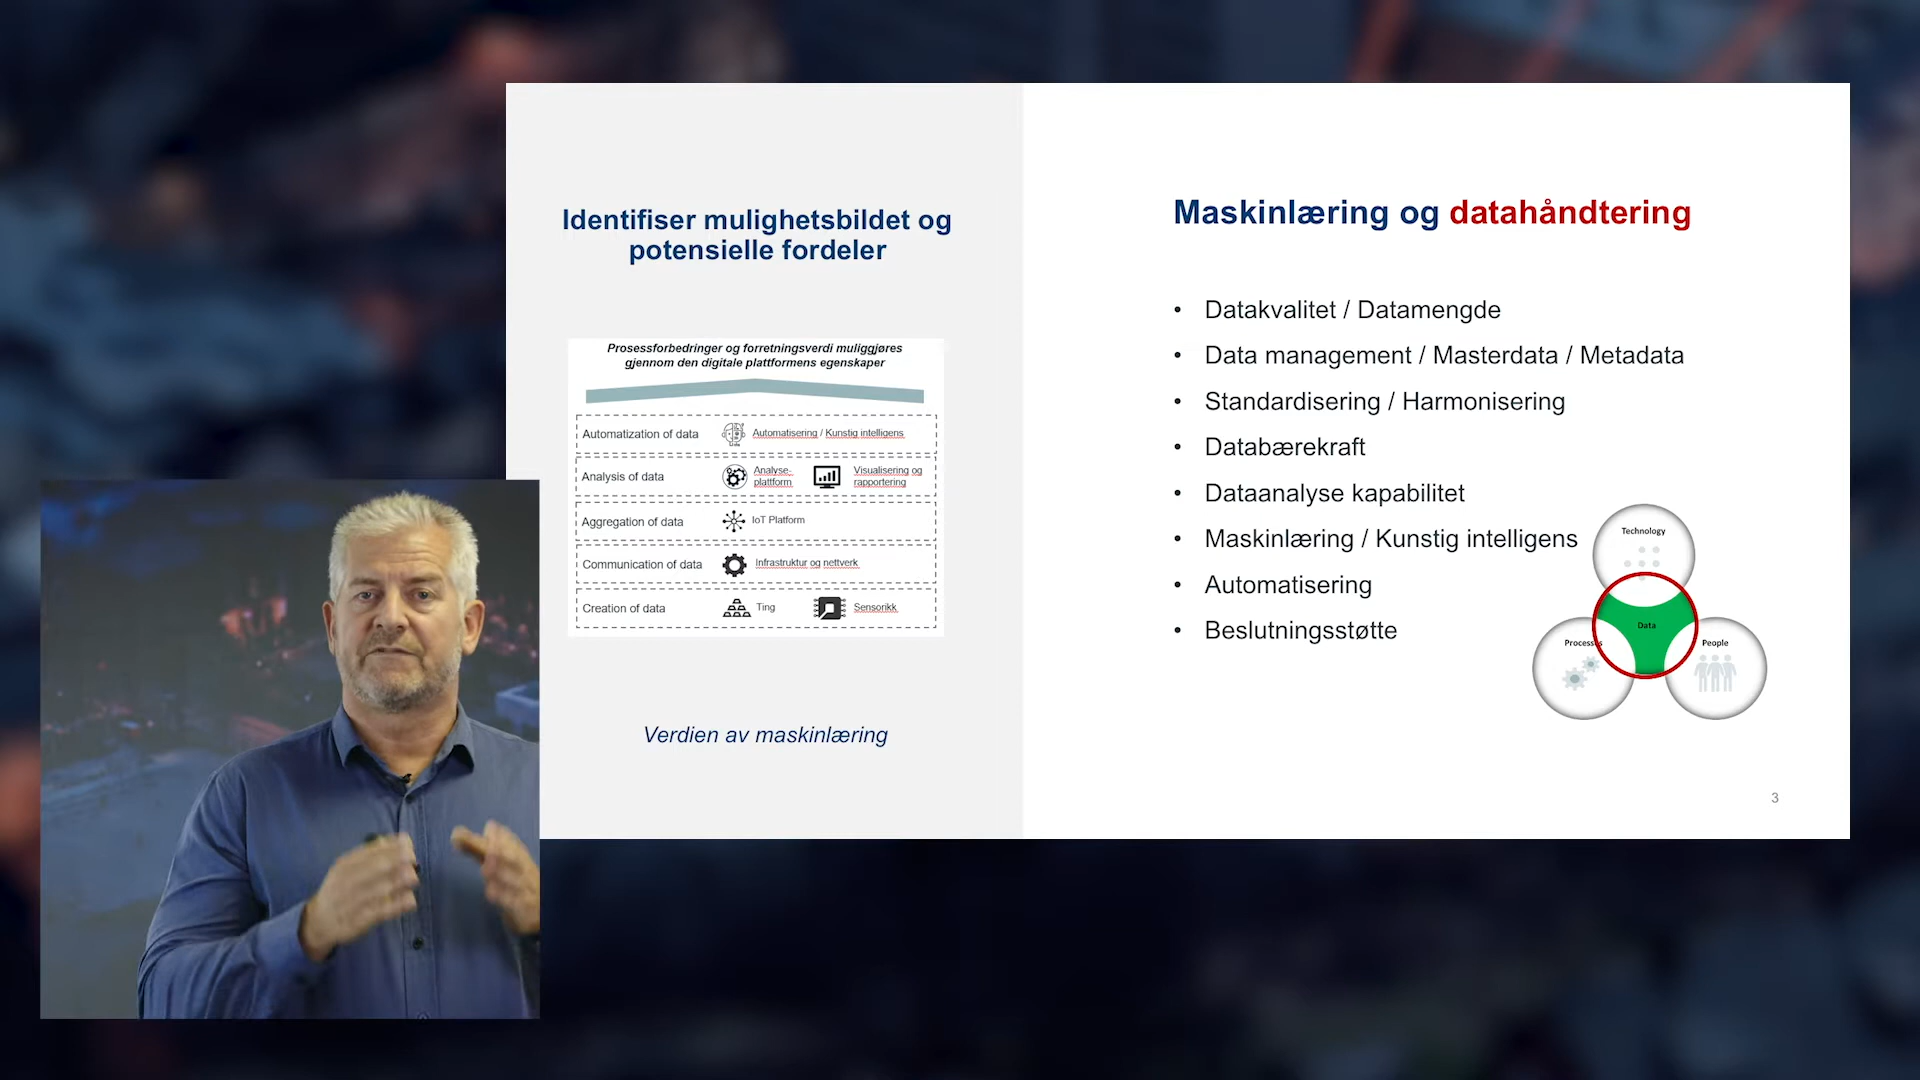 Identifiser mulighetsbildet og
potensielle fordeler
Prosessforbedringer og forretningsverdi muliggjøres
gjennom den digitale plattformens egenskaper
Automatization of data
Automatisering / Kunstig intelligens
Analysis of data
Analyse-
plattform
Visualisering og
rapportering
Aggregation of data
IoT Platform
Communication of data
Infrastruktur og nettverk
Creation of data
Ting
Sensorikk
Verdien av maskinlæring
Maskinlæring og datahåndtering
• Datakvalitet / Datamengde
• Data management / Masterdata / Metadata
• Standardisering / Harmonisering
• Databærekraft
• Dataanalyse kapabilitet
• Maskinlæring / Kunstig intelligens
• Automatisering
• Beslutningsstøtte
Technology
Data
Processes
People
3